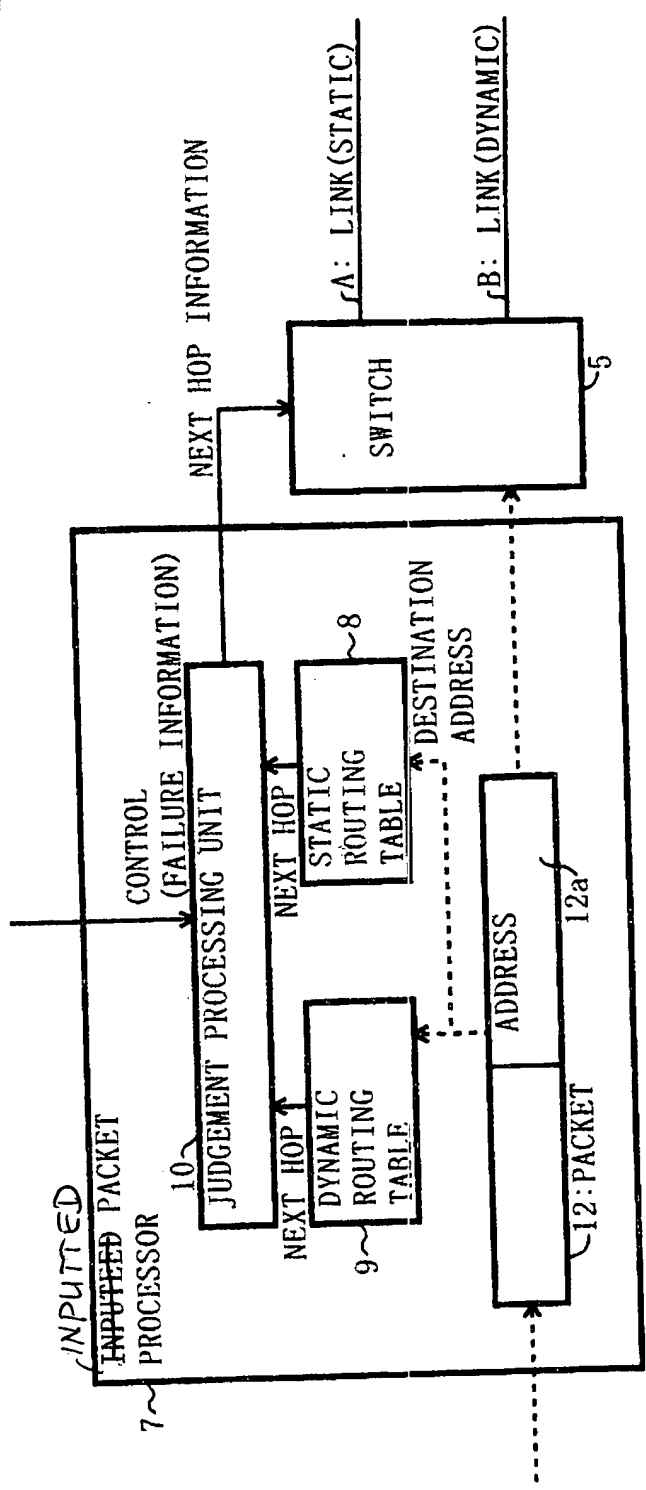 INPUTTED
INPUTEED PACKET
PROCESSOR
7
CONTROL
(FAILURE INFORMATION)
10
JUDGEMENT PROCESSING UNIT
NEXT HOP INFORMATION
NEXT HOP
NEXT HOP
DYNAMIC
ROUTING
TABLE
9
STATIC
ROUTING
TABLE
8
DESTINATION
ADDRESS
ADDRESS
12:PACKET
12a
SWITCH
5
A: LINK(STATIC)
B: LINK(DYNAMIC)